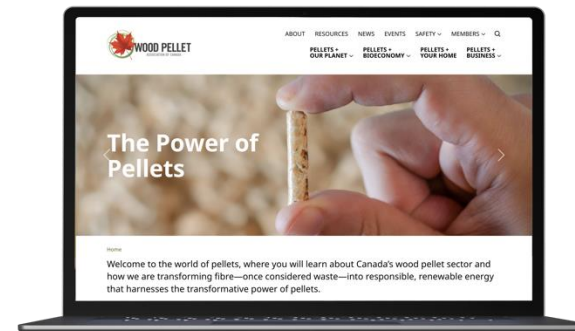 ABOUT RESOURCES NEWS EVENTS SAFETY MEMBERS
WOOD PELLET
ASSOCIATION OF CANADA
PELLETS + OUR PLANET
PELLETS + BIOECONOMY
PELLETS + YOUR HOME
PELLETS + BUSINESS
The Power of
Pellets
Home
Welcome to the world of pellets, where you will learn about Canada's wood pellet sector and
how we are transforming fibre—once considered waste—into responsible, renewable energy
that harnesses the transformative power of pellets.